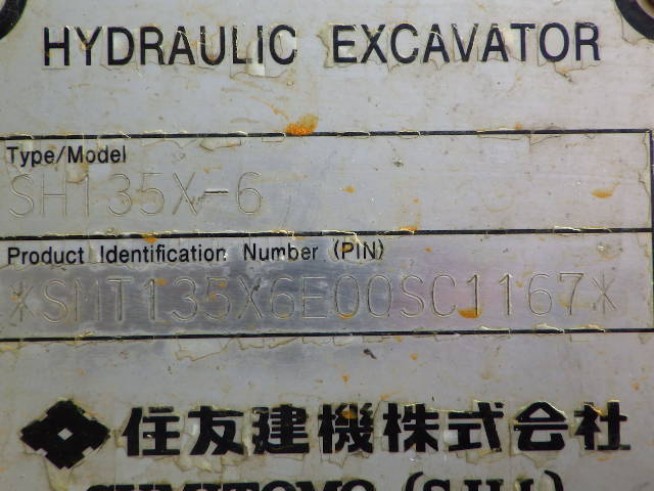 HYDRAULIC EXCAVATOR
Type/Model
SH135X-6
Product Identification Number (PIN)
*SMT135X6E00SC1167*
住友建機株式会社
SUMITOMO (S.H.I.)